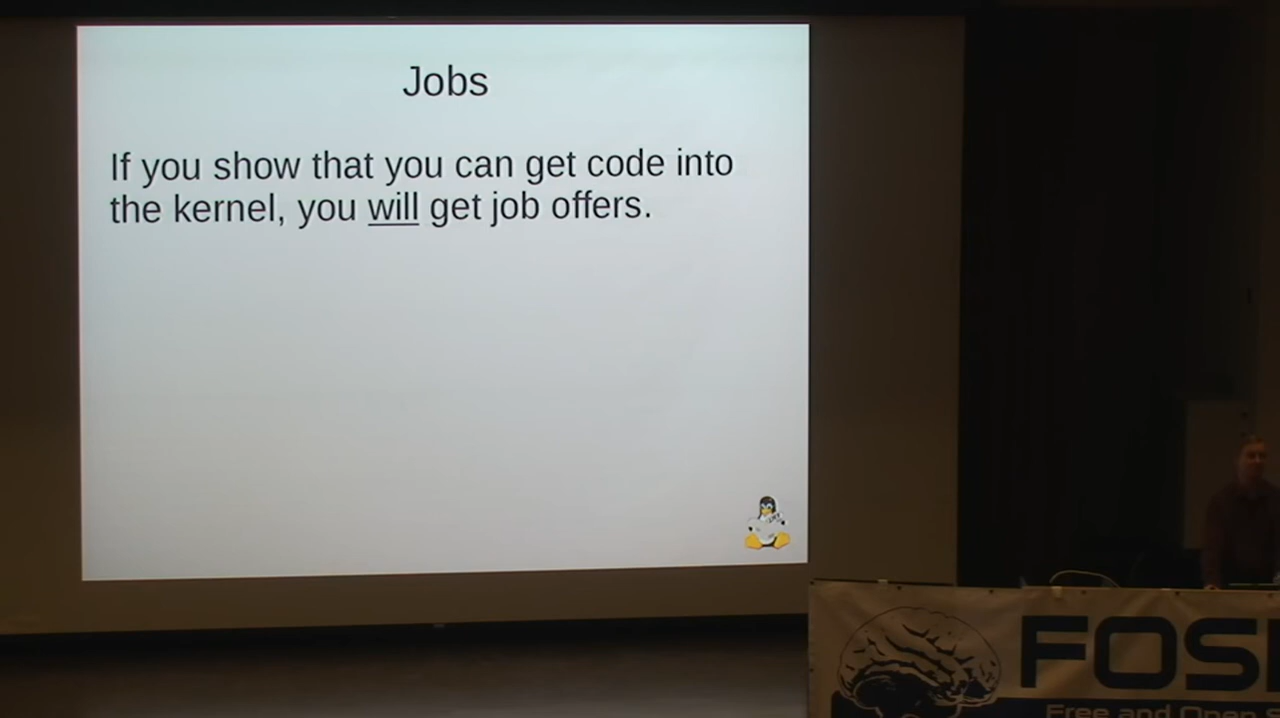 Jobs
If you show that you can get code into
the kernel, you will get job offers.
FOS
Free and Open